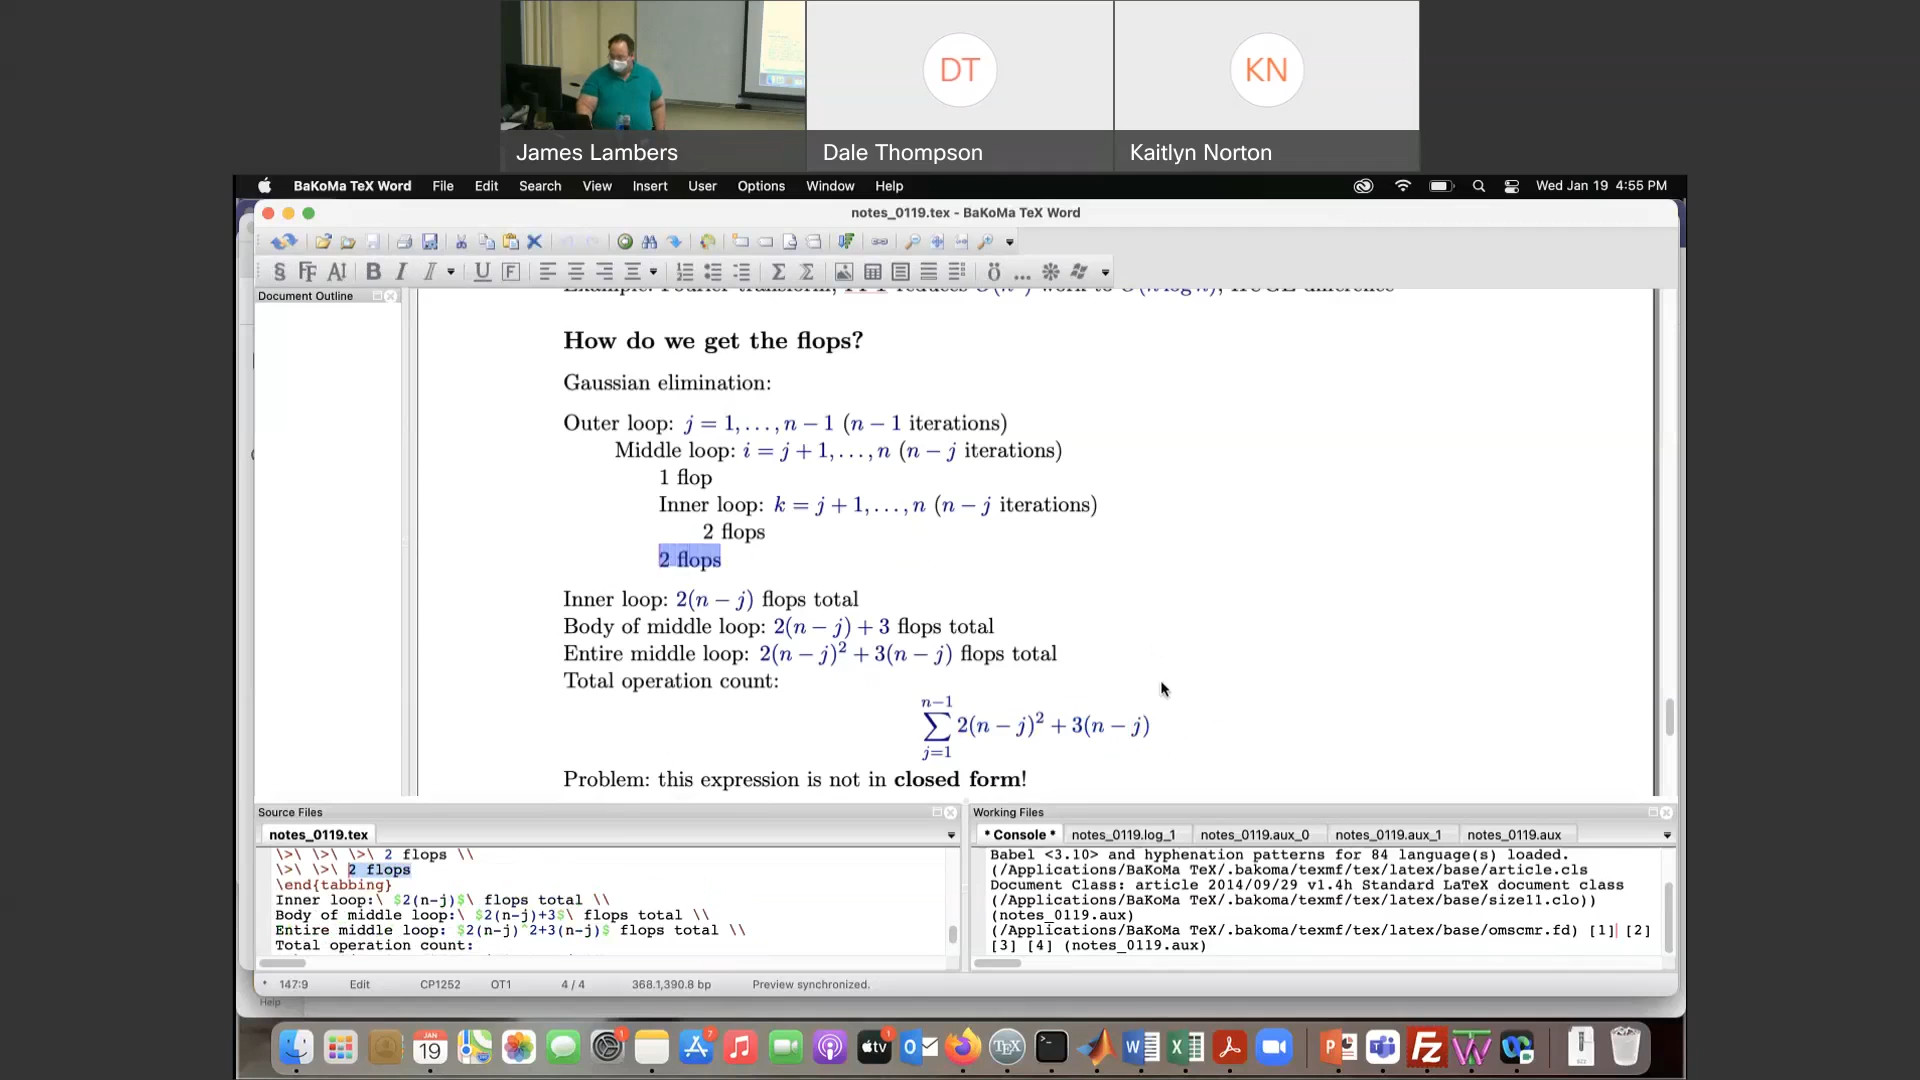 DT
KN
James Lambers
Dale Thompson
Kaitlyn Norton
BaKoMa TeX Word File Edit Search View Insert User Options Window Help
Wed Jan 19 4:55 PM
notes_0119.tex - BaKoMa TeX Word
Document Outline
How do we get the flops?
Gaussian elimination:
Outer loop: j = 1, . . . , n − 1 (n − 1 iterations)
Middle loop: i = j + 1, . . . , n (n − j iterations)
1 flop
Inner loop: k = j + 1, . . . , n (n − j iterations)
2 flops
2 flops
Inner loop: 2(n − j) flops total
Body of middle loop: 2(n − j) + 3 flops total
Entire middle loop: 2(n − j)² + 3(n − j) flops total
Total operation count:
n−1
∑ 2(n − j)² + 3(n − j)
j=1
Problem: this expression is not in closed form!
Source Files
notes_0119.tex
\>\ \>\ \>\ 2 flops \\
\>\ \>\ 2 flops
\end{tabbing}
Inner loop:\ $2(n-j)$\ flops total \\
Body of middle loop:\ $2(n-j)+3$\ flops total \\
Entire middle loop: $2(n-j)^2+3(n-j)$ flops total \\
Total operation count:
Working Files
* Console * notes_0119.log_1 notes_0119.aux_0 notes_0119.aux_1 notes_0119.aux
Babel <3.10> and hyphenation patterns for 84 language(s) loaded.
(/Applications/BaKoMa TeX/.bakoma/texmf/tex/latex/base/article.cls
Document Class: article 2014/09/29 v1.4h Standard LaTeX document class
(/Applications/BaKoMa TeX/.bakoma/texmf/tex/latex/base/size11.clo))
(notes_0119.aux)
(/Applications/BaKoMa TeX/.bakoma/texmf/tex/latex/base/omscmr.fd) [1] [2]
[3] [4] (notes_0119.aux)
* 147:9 Edit CP1252 OT1 4 / 4 368.1,390.8 bp Preview synchronized.
Help
JAN
19
1
7
tv
1
TEX